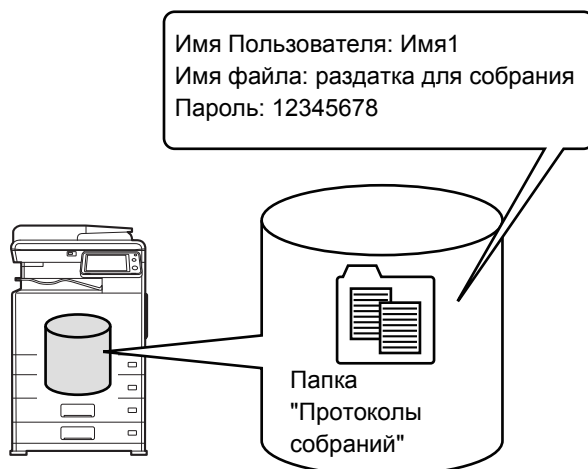 Имя Пользователя: Имя1
Имя файла: раздатка для собрания
Пароль: 12345678
Папка
"Протоколы
собраний"